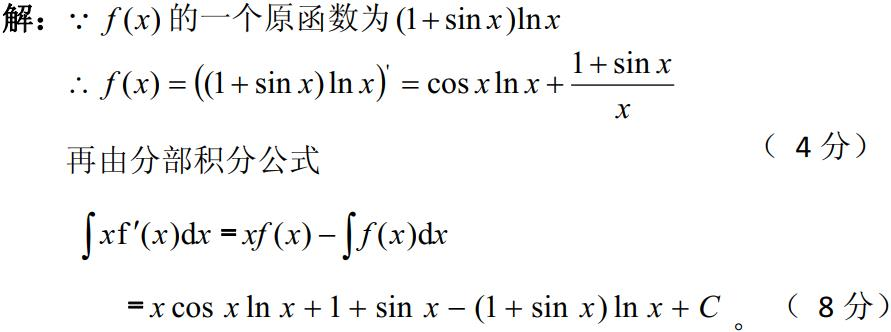 解：∵ f(x)的一个原函数为(1+sin x)ln x
∴ f(x) = ((1+sin x)ln x)' = cos x ln x + (1+sin x)/x
（ 4分）
再由分部积分公式
∫xf′(x)dx = xf(x) − ∫f(x)dx
= x cos x ln x + 1 + sin x − (1 + sin x) ln x + C 。（ 8分）